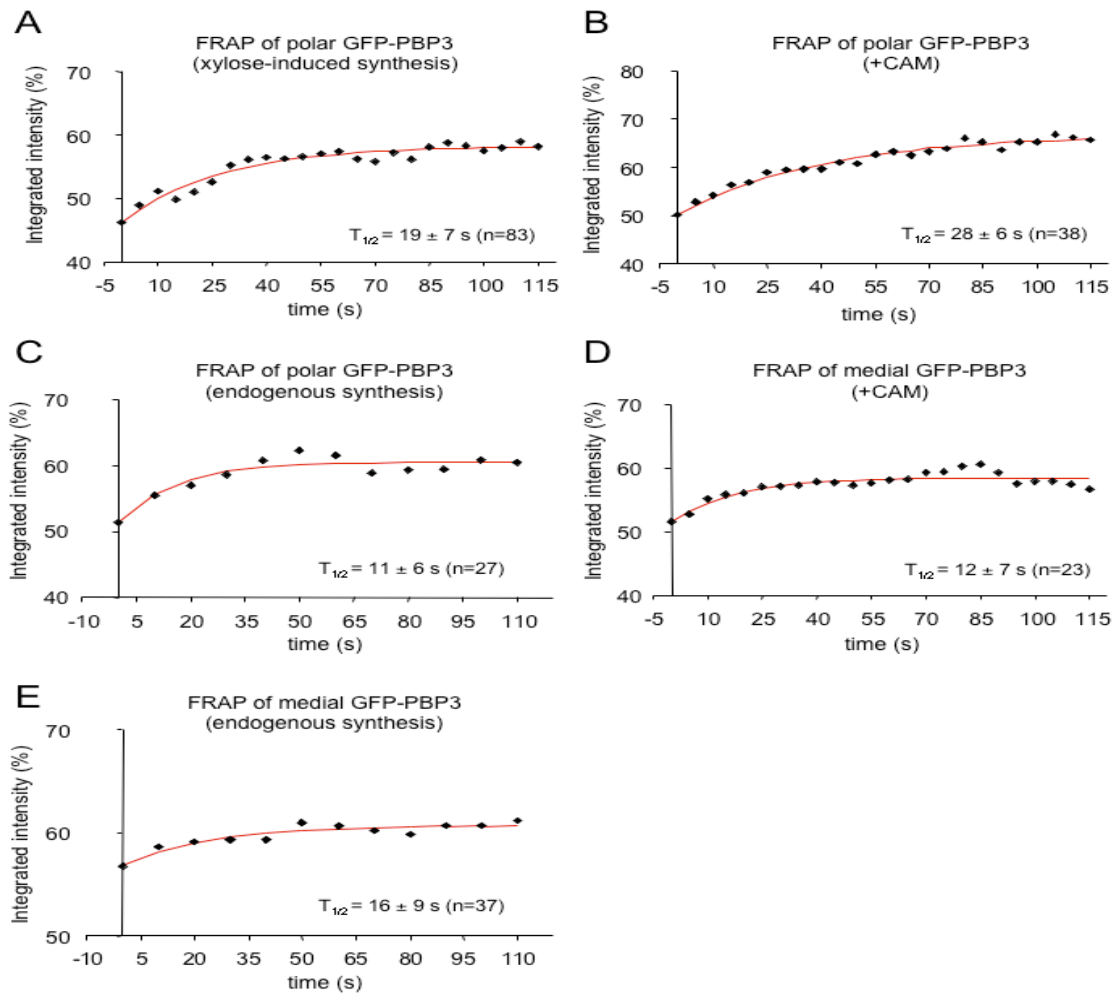 A
FRAP of polar GFP-PBP3
(xylose-induced synthesis)
Integrated intensity (%)
70
60
50
40
-5 10 25 40 55 70 85 100 115
time (s)
T1/2 = 19 ± 7 s (n=83)
B
FRAP of polar GFP-PBP3
(+CAM)
Integrated intensity (%)
80
70
60
50
40
-5 10 25 40 55 70 85 100 115
time (s)
T1/2 = 28 ± 6 s (n=38)
C
FRAP of polar GFP-PBP3
(endogenous synthesis)
Integrated intensity (%)
70
60
50
40
-10 5 20 35 50 65 80 95 110
time (s)
T1/2 = 11 ± 6 s (n=27)
D
FRAP of medial GFP-PBP3
(+CAM)
Integrated intensity (%)
70
60
50
40
-5 10 25 40 55 70 85 100 115
time (s)
T1/2 = 12 ± 7 s (n=23)
E
FRAP of medial GFP-PBP3
(endogenous synthesis)
Integrated intensity (%)
70
60
50
-10 5 20 35 50 65 80 95 110
time (s)
T1/2 = 16 ± 9 s (n=37)